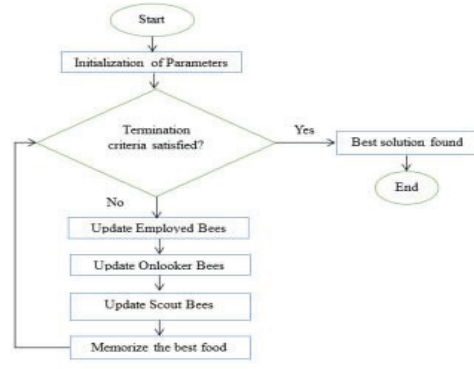 Start
Initialization of Parameters
Termination
criteria satisfied?
Yes
Best solution found
End
No
Update Employed Bees
Update Onlooker Bees
Update Scout Bees
Memorize the best food